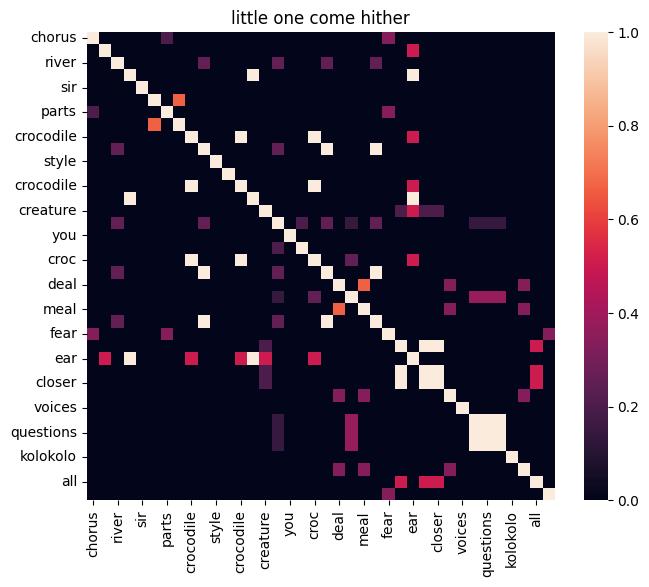 little one come hither
chorus
river
sir
parts
crocodile
style
crocodile
creature
you
croc
deal
meal
fear
ear
closer
voices
questions
kolokolo
all
chorus
river
sir
parts
crocodile
style
crocodile
creature
you
croc
deal
meal
fear
ear
closer
voices
questions
kolokolo
all
1.0
0.8
0.6
0.4
0.2
0.0